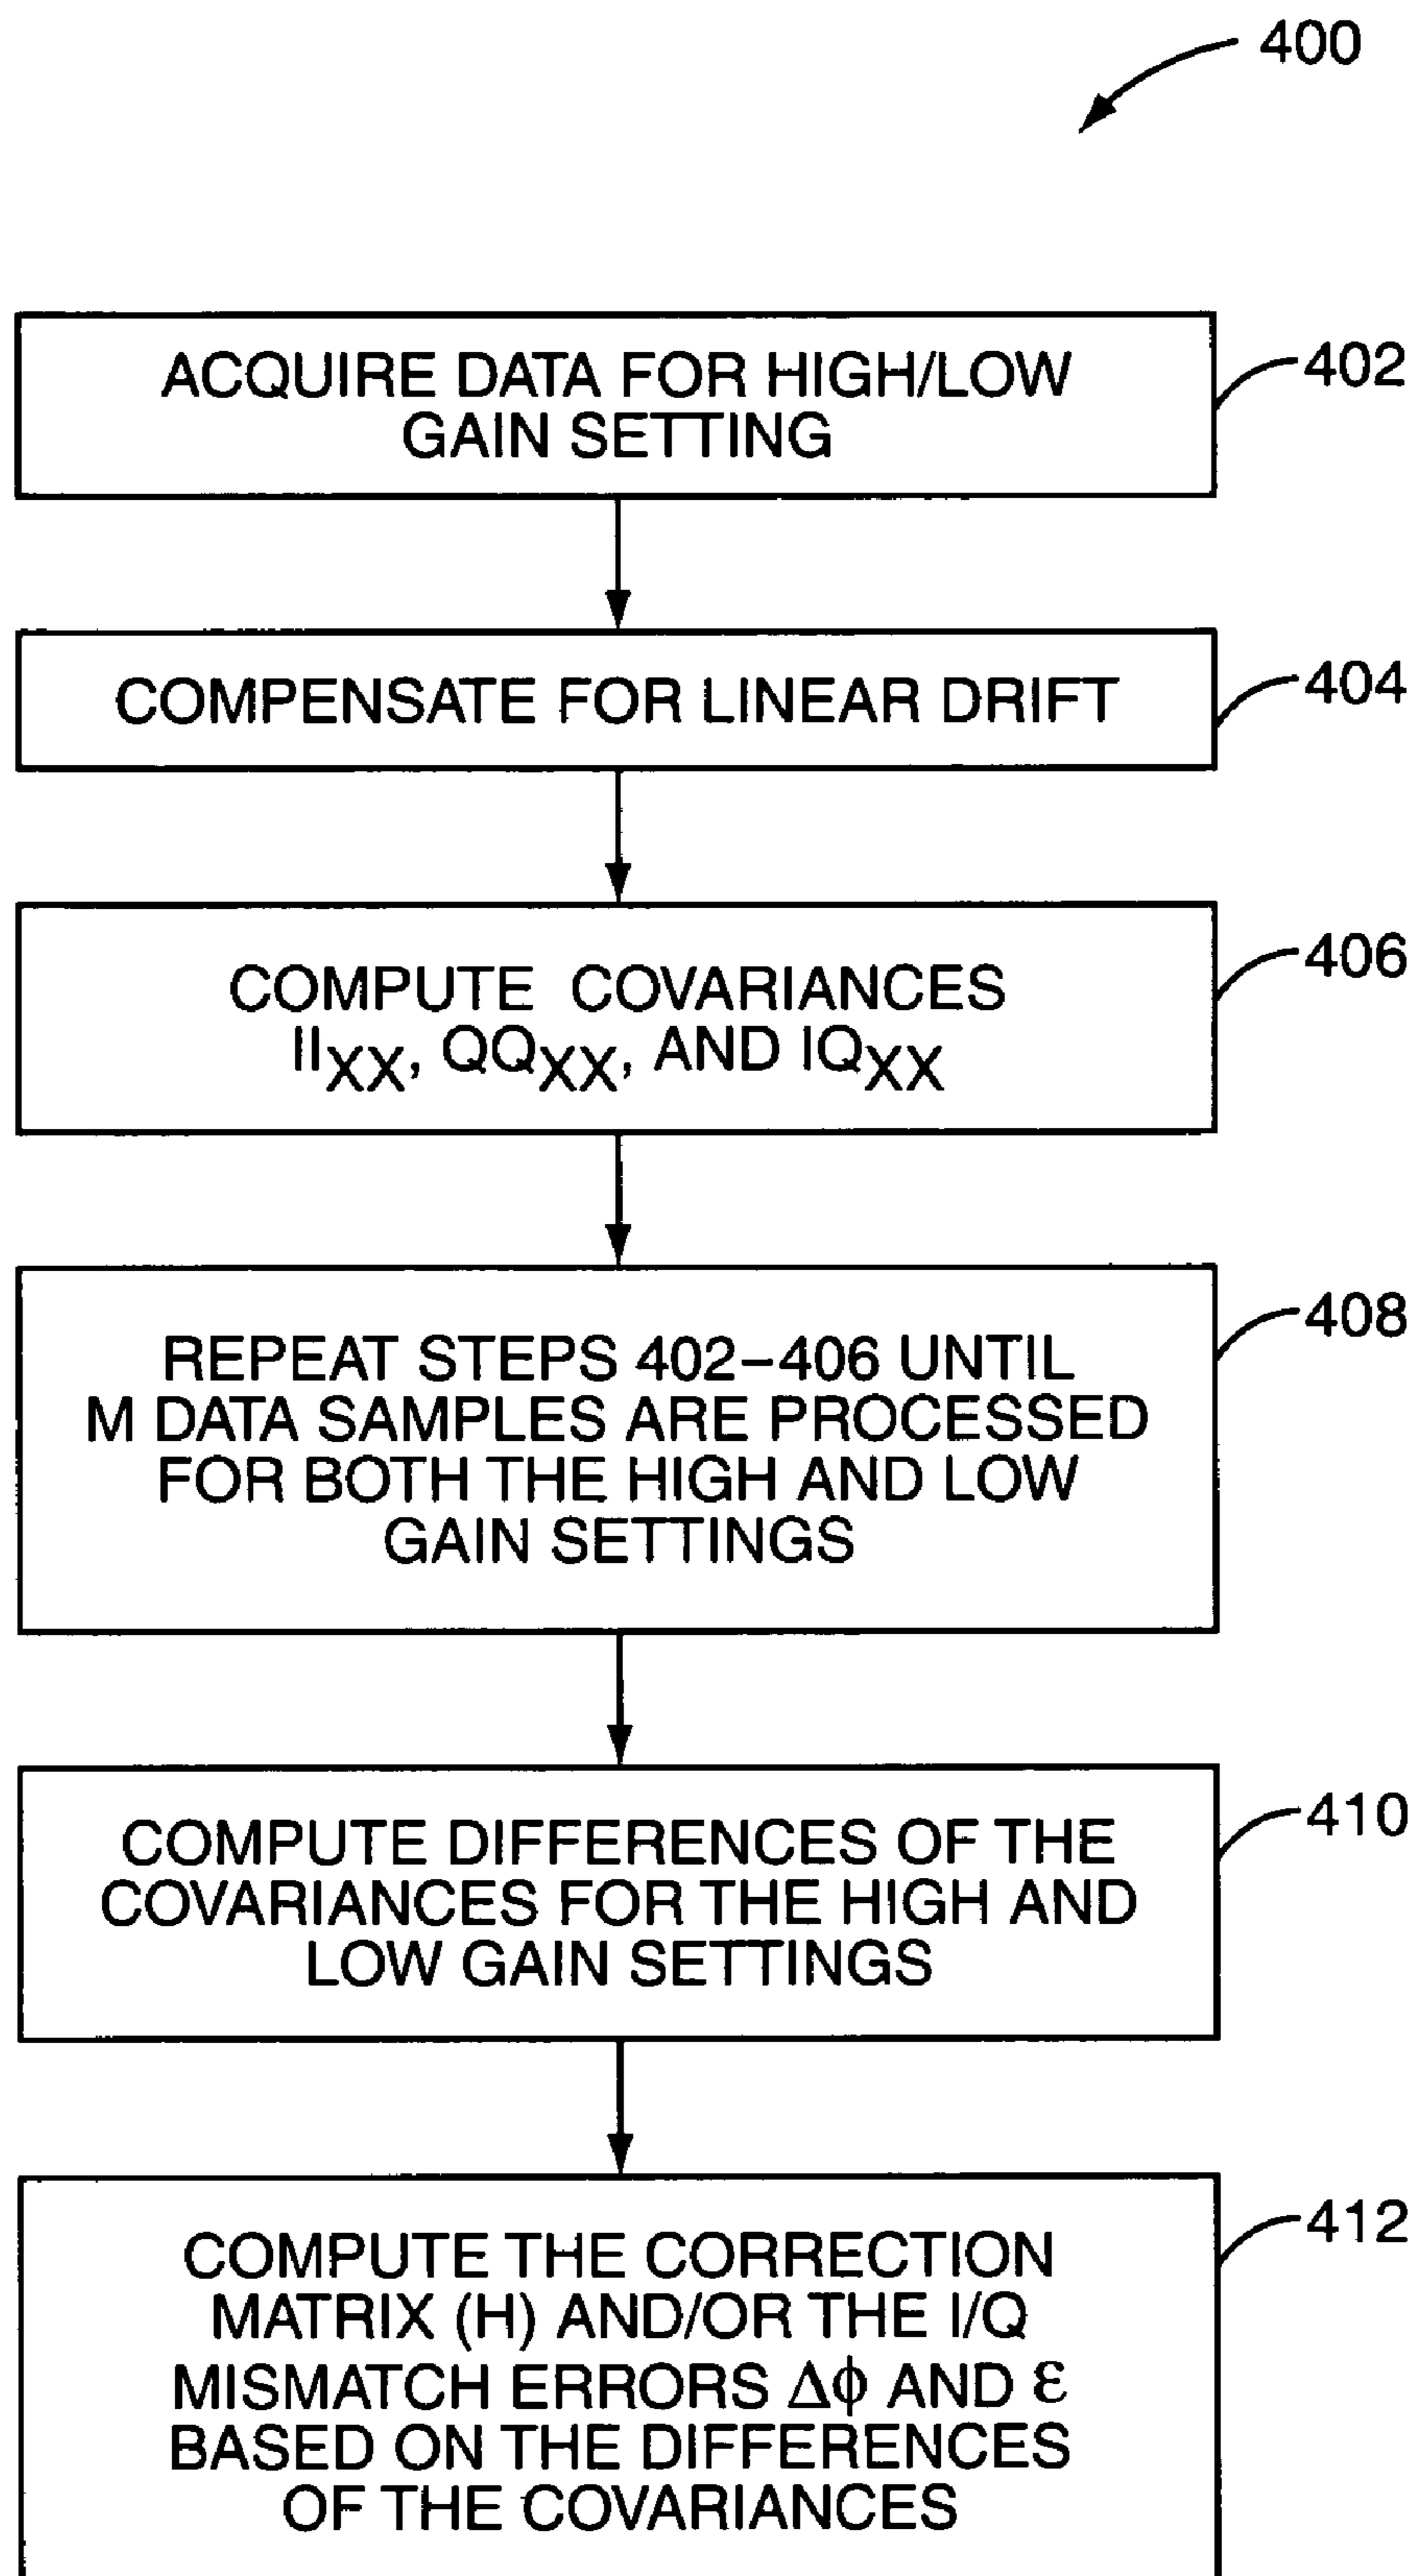 400
ACQUIRE DATA FOR HIGH/LOW
GAIN SETTING
402
COMPENSATE FOR LINEAR DRIFT
404
COMPUTE COVARIANCES
IIXX, QQXX, AND IQXX
406
REPEAT STEPS 402–406 UNTIL
M DATA SAMPLES ARE PROCESSED
FOR BOTH THE HIGH AND LOW
GAIN SETTINGS
408
COMPUTE DIFFERENCES OF THE
COVARIANCES FOR THE HIGH AND
LOW GAIN SETTINGS
410
COMPUTE THE CORRECTION
MATRIX (H) AND/OR THE I/Q
MISMATCH ERRORS Δϕ AND ε
BASED ON THE DIFFERENCES
OF THE COVARIANCES
412